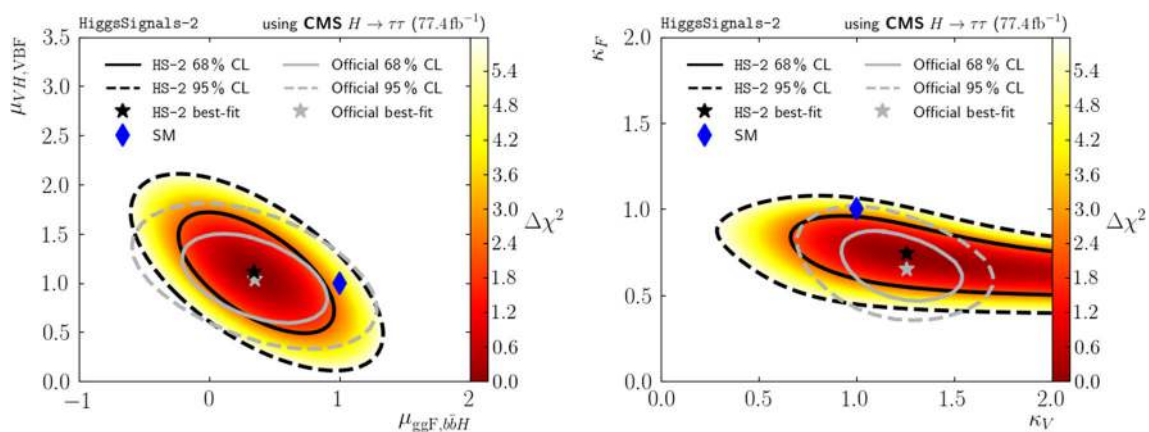 HiggsSignals-2 using CMS H → ττ (77.4 fb⁻¹)
3.5
3.0
2.5
2.0
1.5
1.0
0.5
0.0
μVH,VBF
HS-2 68% CL Official 68% CL
HS-2 95% CL Official 95% CL
HS-2 best-fit Official best-fit
SM
−1 0 1 2
μggF,bb̄H
5.4
4.8
4.2
3.6
3.0
2.4
1.8
1.2
0.6
0.0
Δχ²
HiggsSignals-2 using CMS H → ττ (77.4 fb⁻¹)
2.0
1.5
1.0
0.5
0.0
κF
HS-2 68% CL Official 68% CL
HS-2 95% CL Official 95% CL
HS-2 best-fit Official best-fit
SM
0.0 0.5 1.0 1.5 2.0
κV
5.4
4.8
4.2
3.6
3.0
2.4
1.8
1.2
0.6
0.0
Δχ²